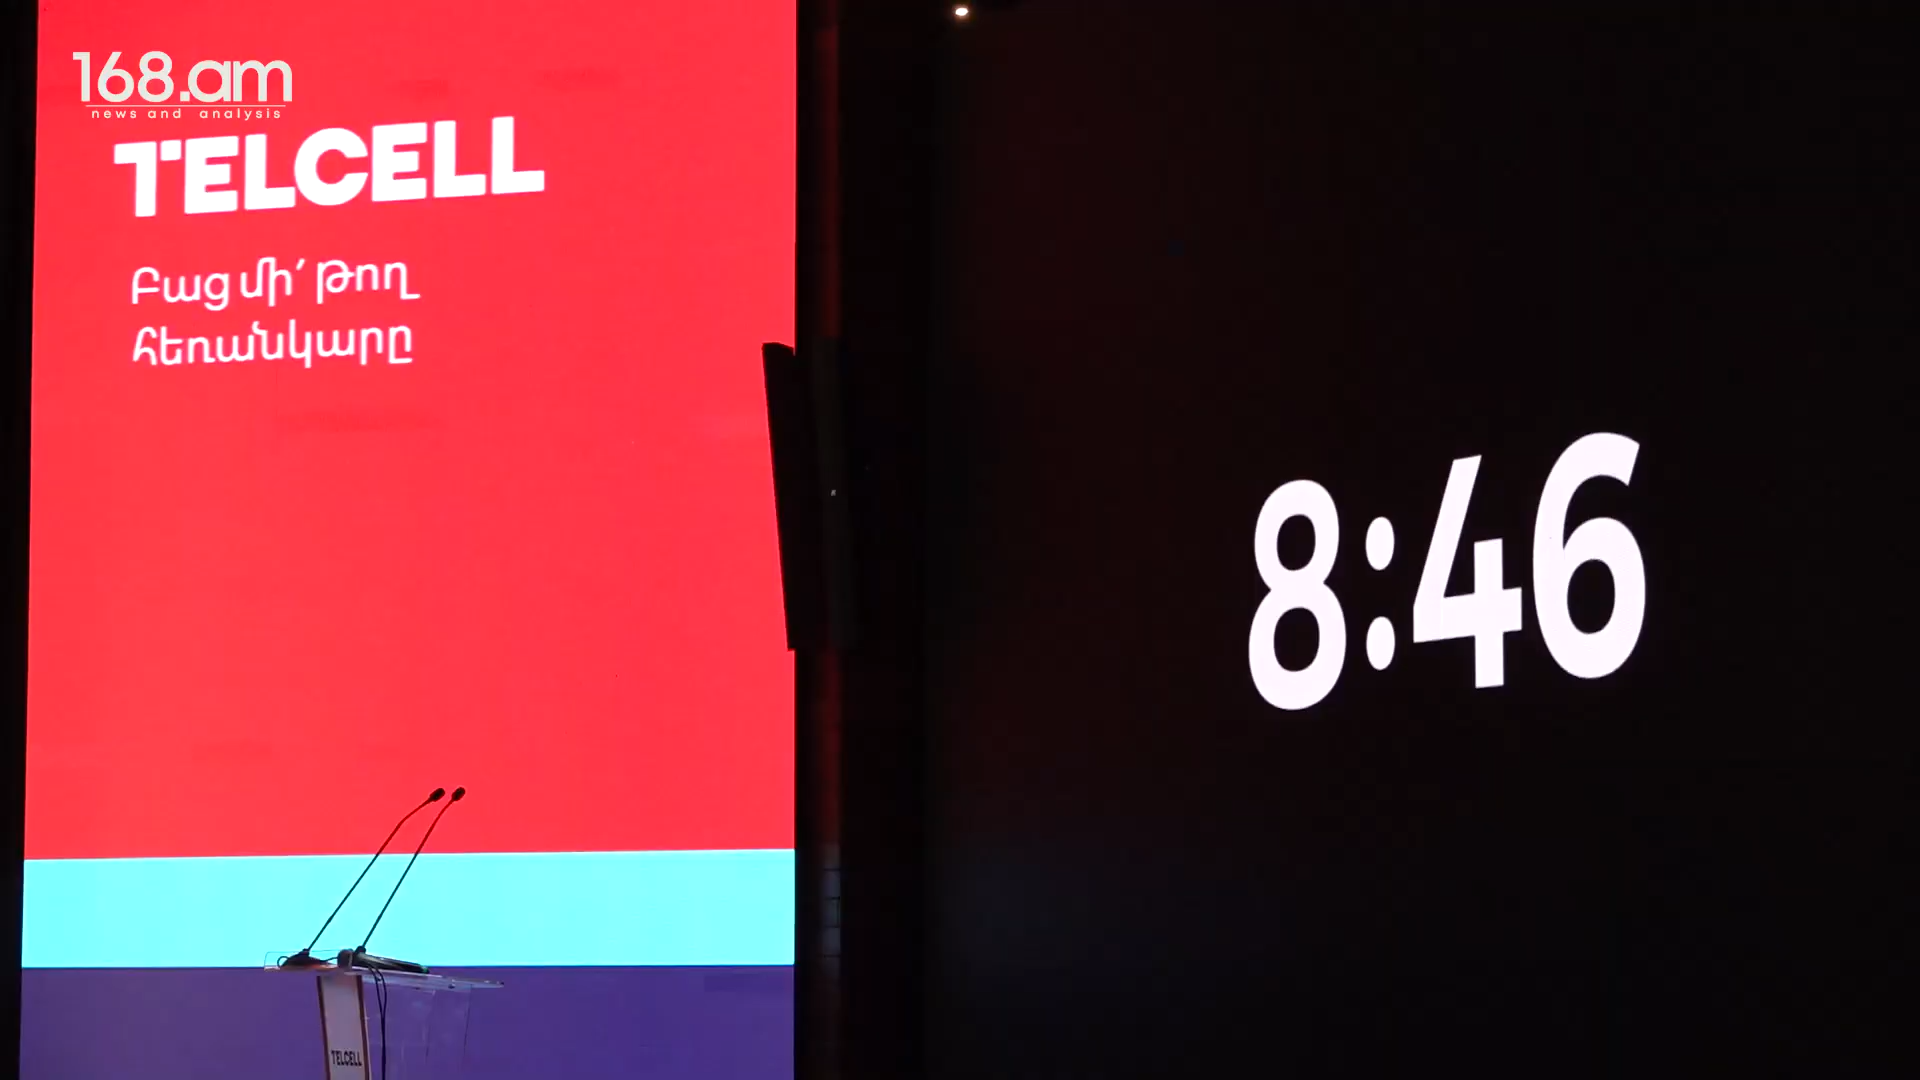 168.am
news and analysis
TELCELL
Բաց մի՛ թող
հեռանկարը
8:46
TELCELL